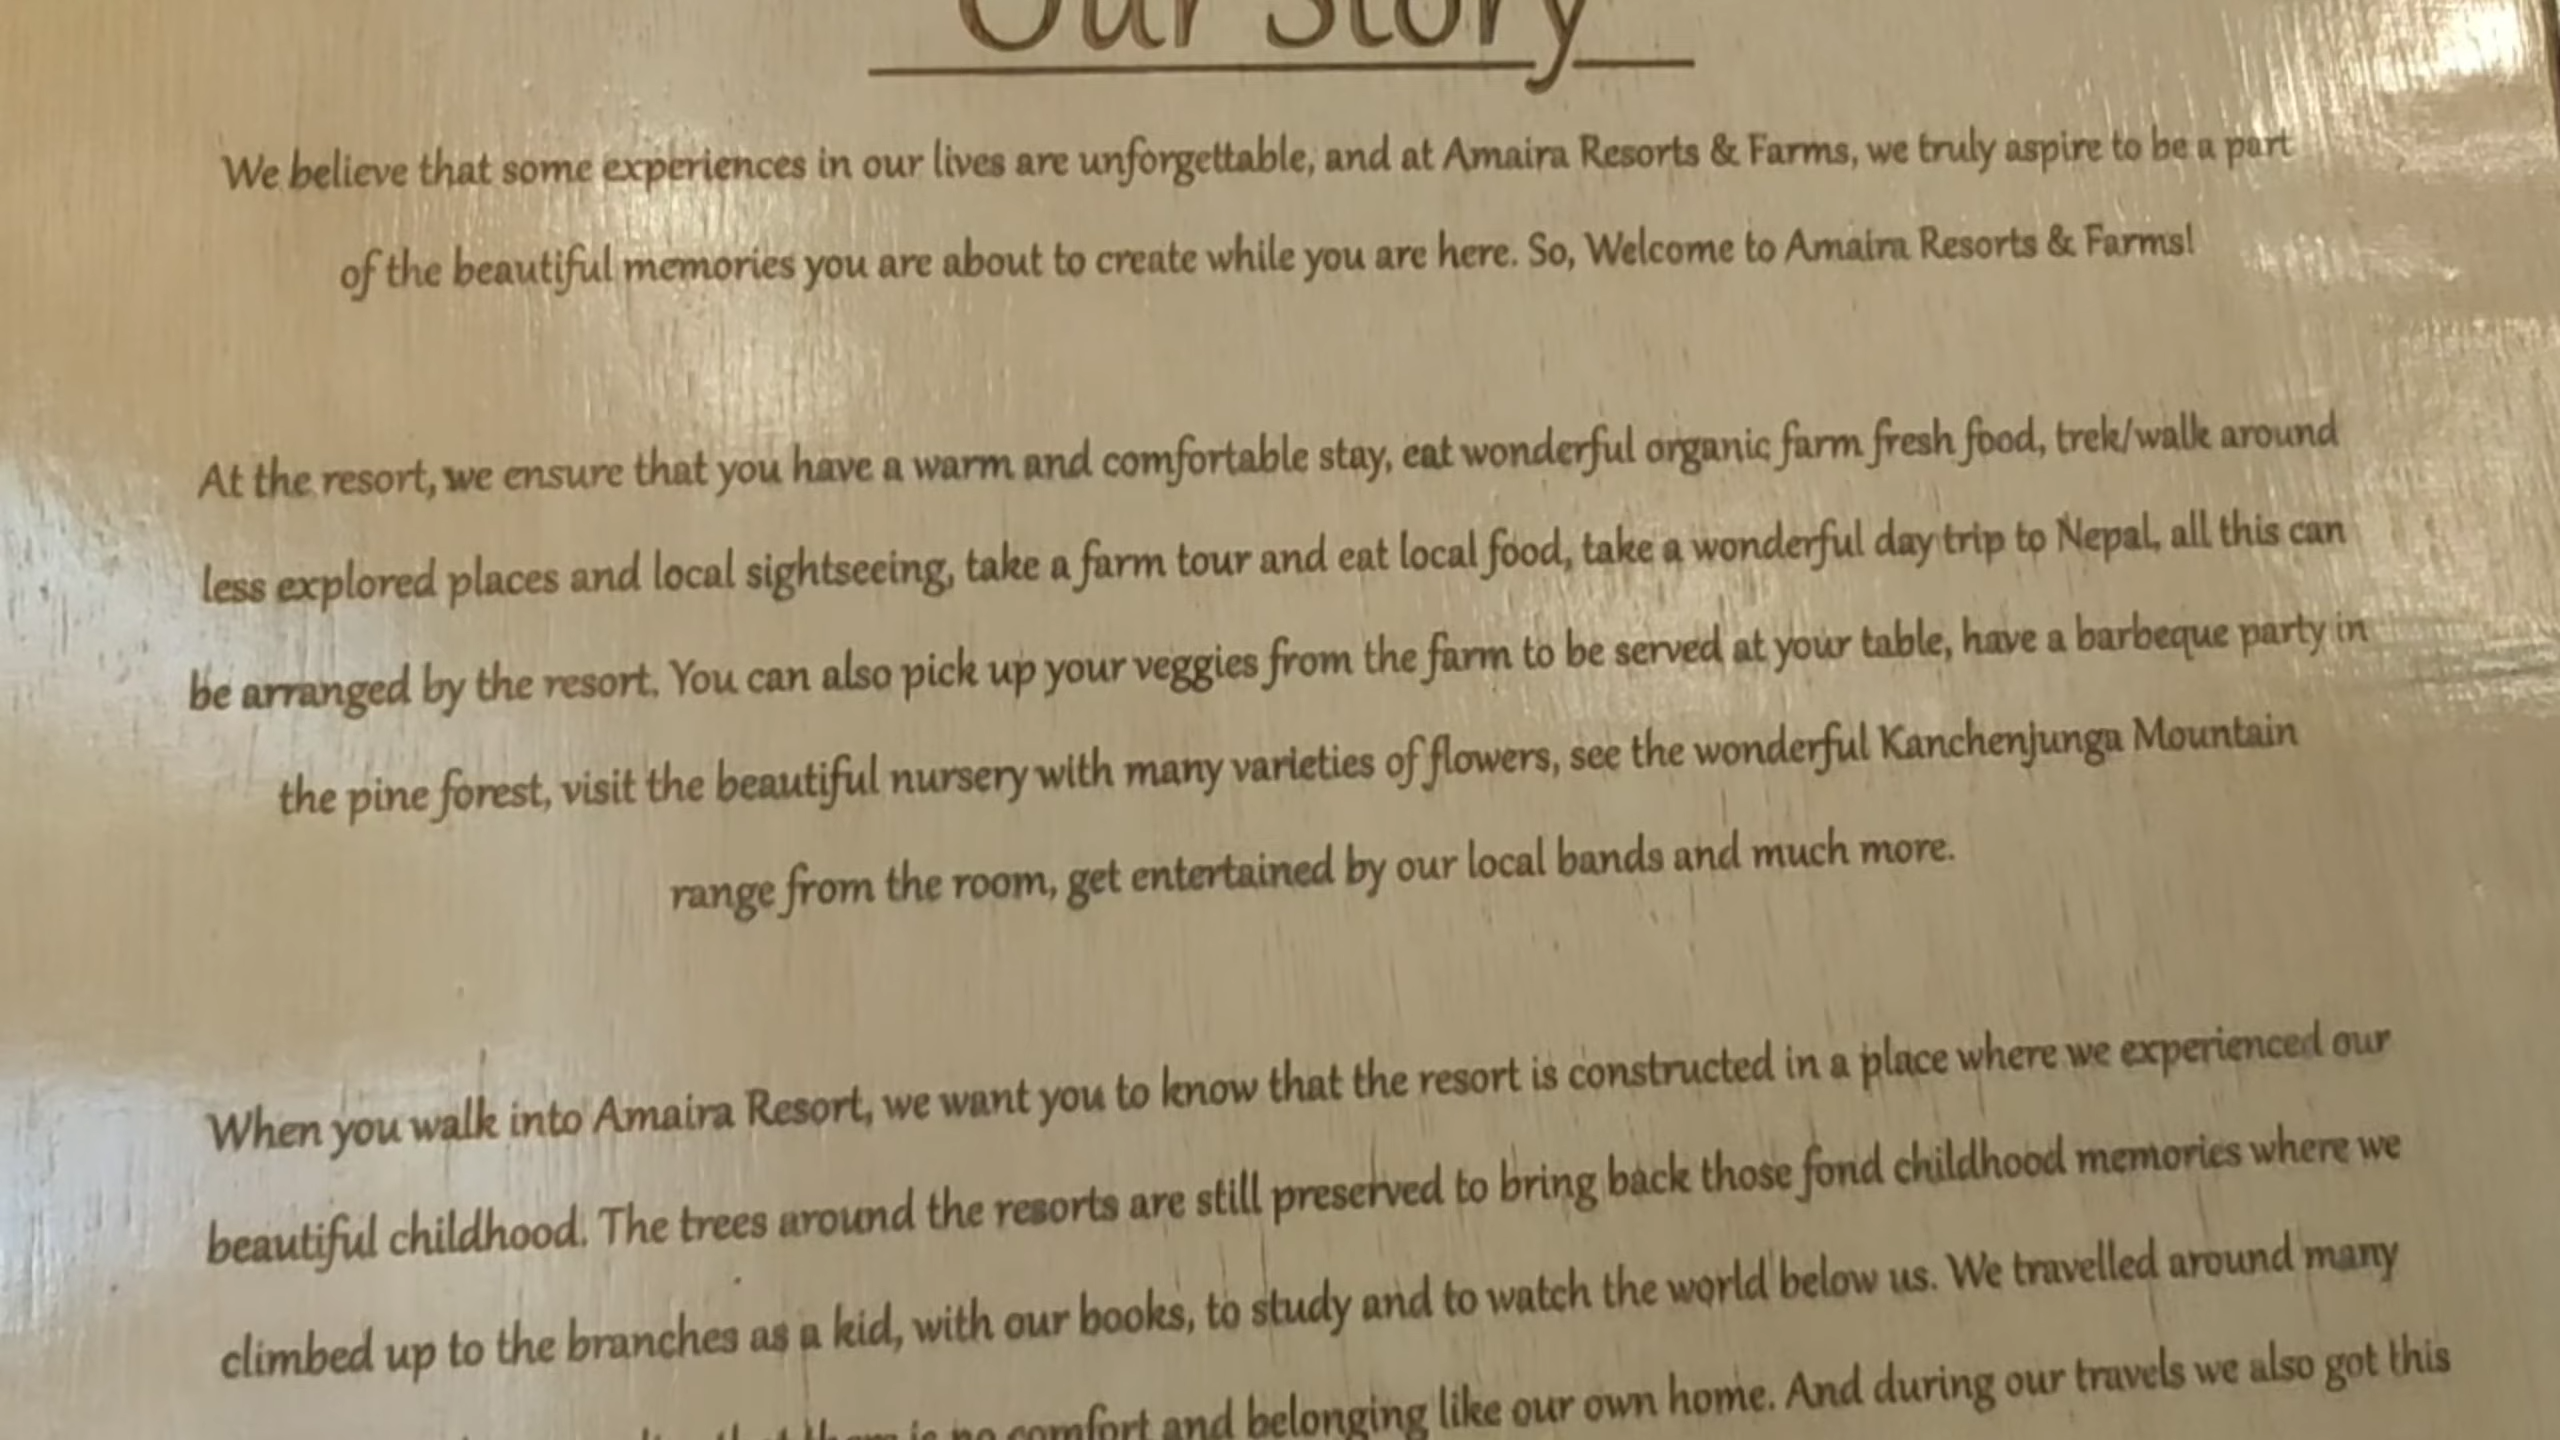 Our Story
We believe that some experiences in our lives are unforgettable, and at Amaira Resorts & Farms, we truly aspire to be a part
of the beautiful memories you are about to create while you are here. So, Welcome to Amaira Resorts & Farms!
At the resort, we ensure that you have a warm and comfortable stay, eat wonderful organic farm fresh food, trek/walk around
less explored places and local sightseeing, take a farm tour and eat local food, take a wonderful day trip to Nepal, all this can
be arranged by the resort. You can also pick up your veggies from the farm to be served at your table, have a barbeque party in
the pine forest, visit the beautiful nursery with many varieties of flowers, see the wonderful Kanchenjunga Mountain
range from the room, get entertained by our local bands and much more.
When you walk into Amaira Resort, we want you to know that the resort is constructed in a place where we experienced our
beautiful childhood. The trees around the resorts are still preserved to bring back those fond childhood memories where we
climbed up to the branches as a kid, with our books, to study and to watch the world below us. We travelled around many
is no comfort and belonging like our own home. And during our travels we also got this